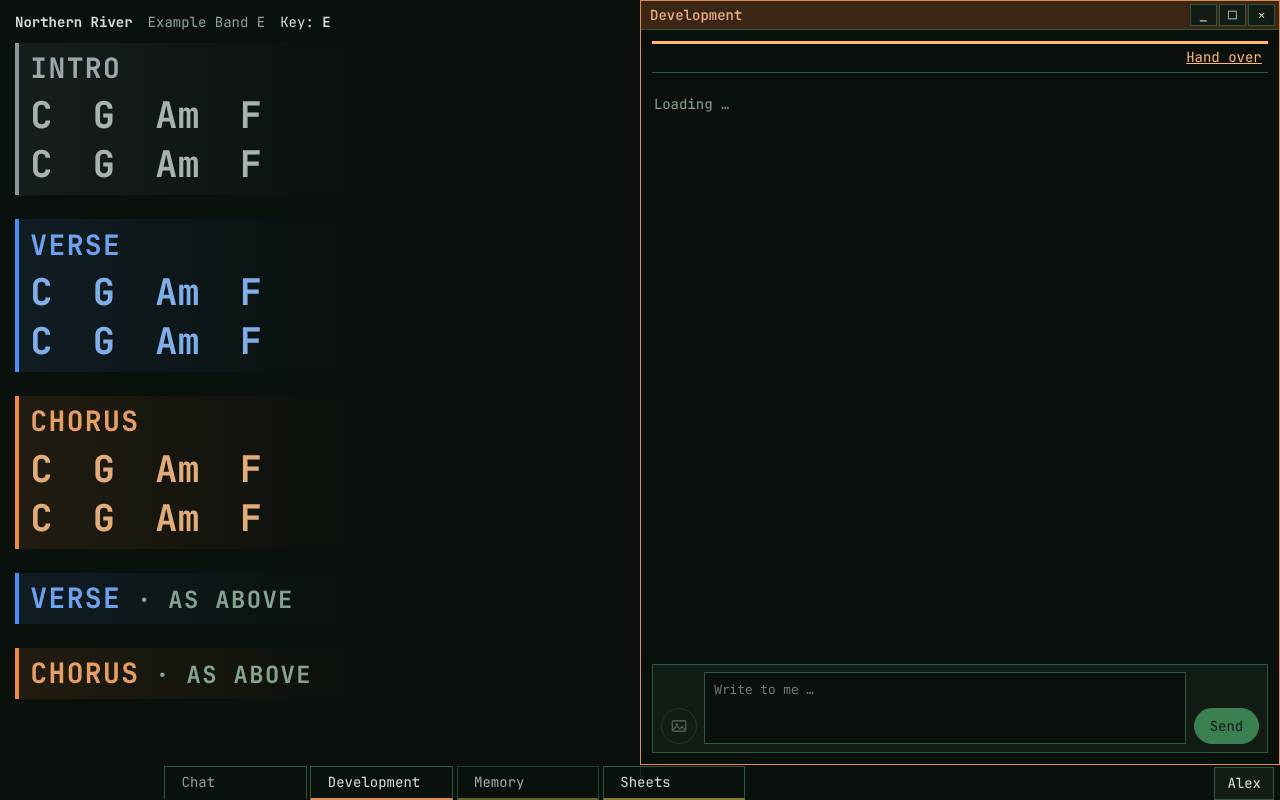 Northern River Example Band E Key: E
INTRO
C G Am F
C G Am F
VERSE
C G Am F
C G Am F
CHORUS
C G Am F
C G Am F
VERSE · AS ABOVE
CHORUS · AS ABOVE
Development
Hand over
Loading …
Write to me …
Send
Chat
Development
Memory
Sheets
Alex